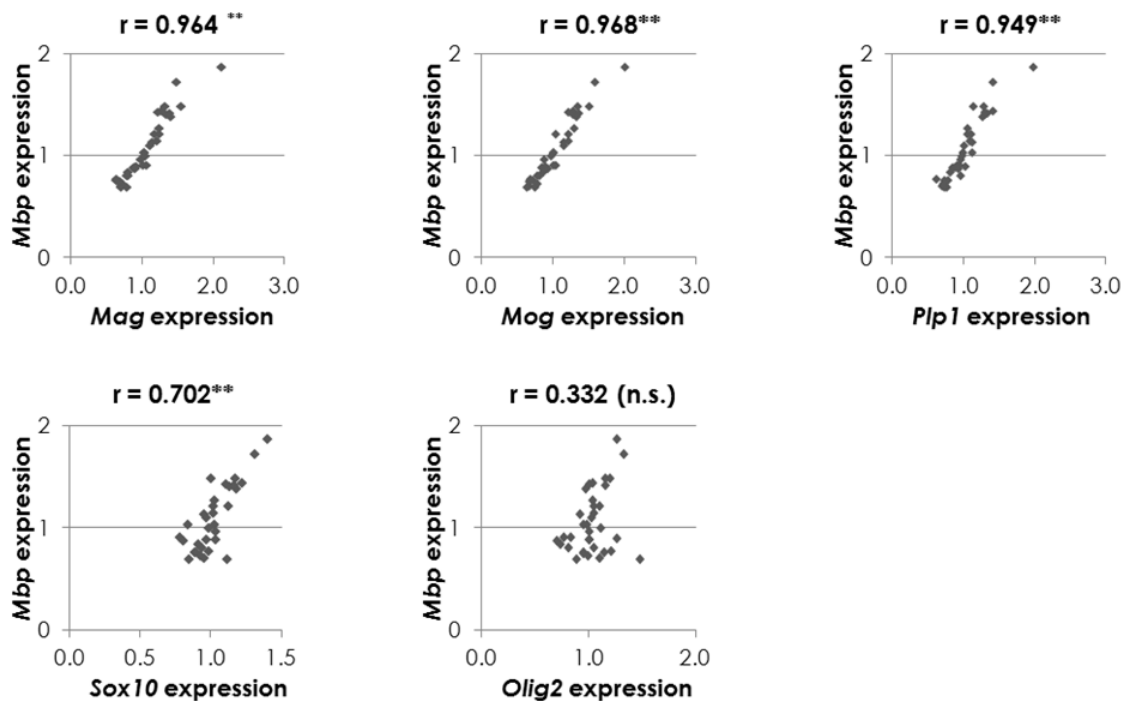 r = 0.964 **
r = 0.968**
r = 0.949**
Mbp expression
2
1
0
0.0 1.0 2.0 3.0
Mag expression
Mbp expression
2
1
0
0.0 1.0 2.0 3.0
Mog expression
Mbp expression
2
1
0
0.0 1.0 2.0 3.0
Plp1 expression
r = 0.702**
r = 0.332 (n.s.)
Mbp expression
2
1
0
0.0 0.5 1.0 1.5
Sox10 expression
Mbp expression
2
1
0
0.0 1.0 2.0
Olig2 expression